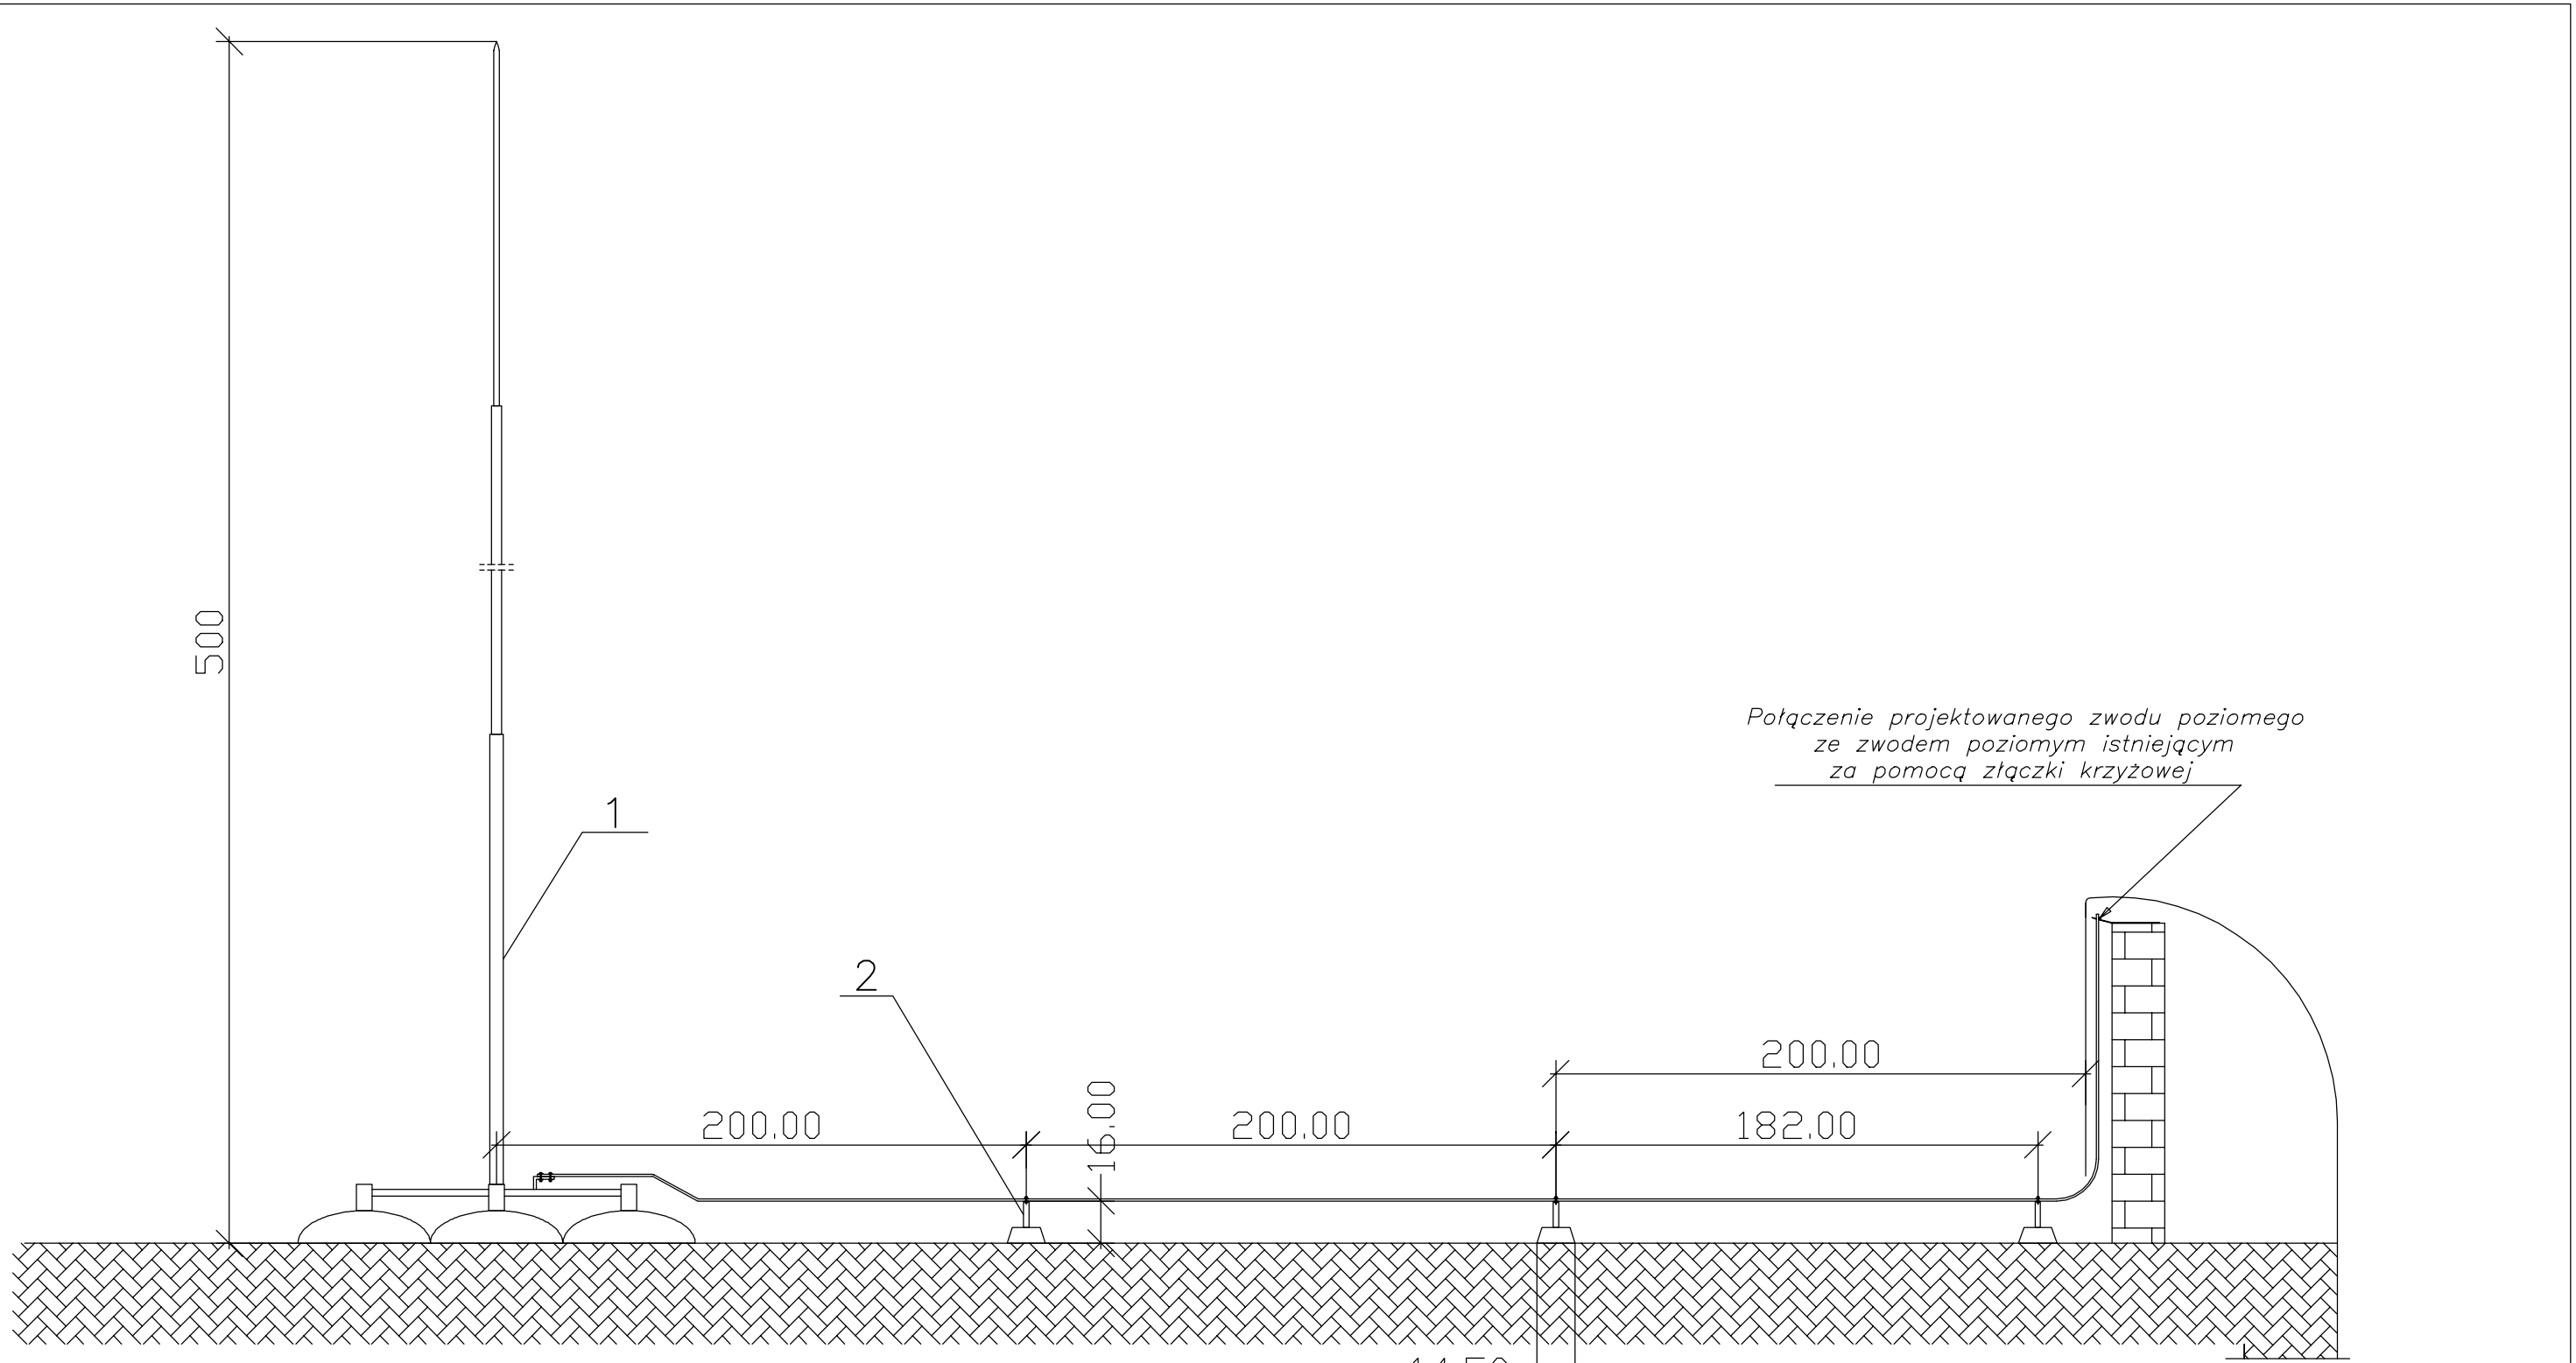 500
Połączenie projektowanego zwodu poziomego
ze zwodem poziomym istniejącym
za pomocą złączki krzyżowej
1
2
200.00
200.00
200.00
16.00
182.00